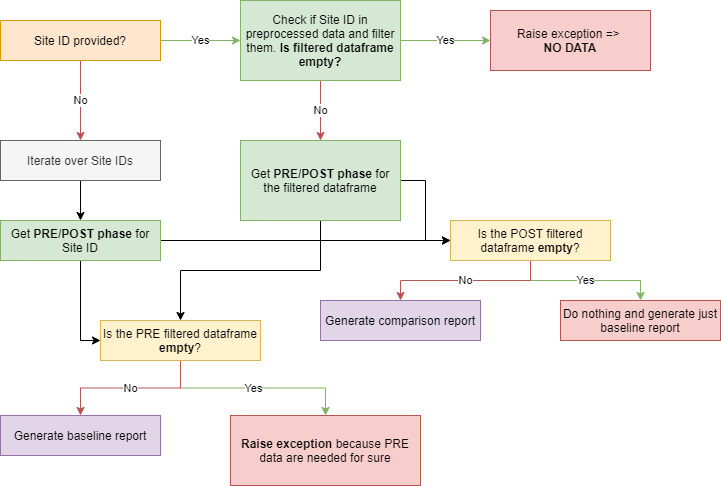 Site ID provided?
Yes
Check if Site ID in
preprocessed data and filter
them. Is filtered dataframe
empty?
Yes
Raise exception =>
NO DATA
No
No
Iterate over Site IDs
Get PRE/POST phase for
the filtered dataframe
Get PRE/POST phase for
Site ID
Is the POST filtered
dataframe empty?
No
Yes
Generate comparison report
Do nothing and generate just
baseline report
Is the PRE filtered dataframe
empty?
No
Yes
Generate baseline report
Raise exception because PRE
data are needed for sure